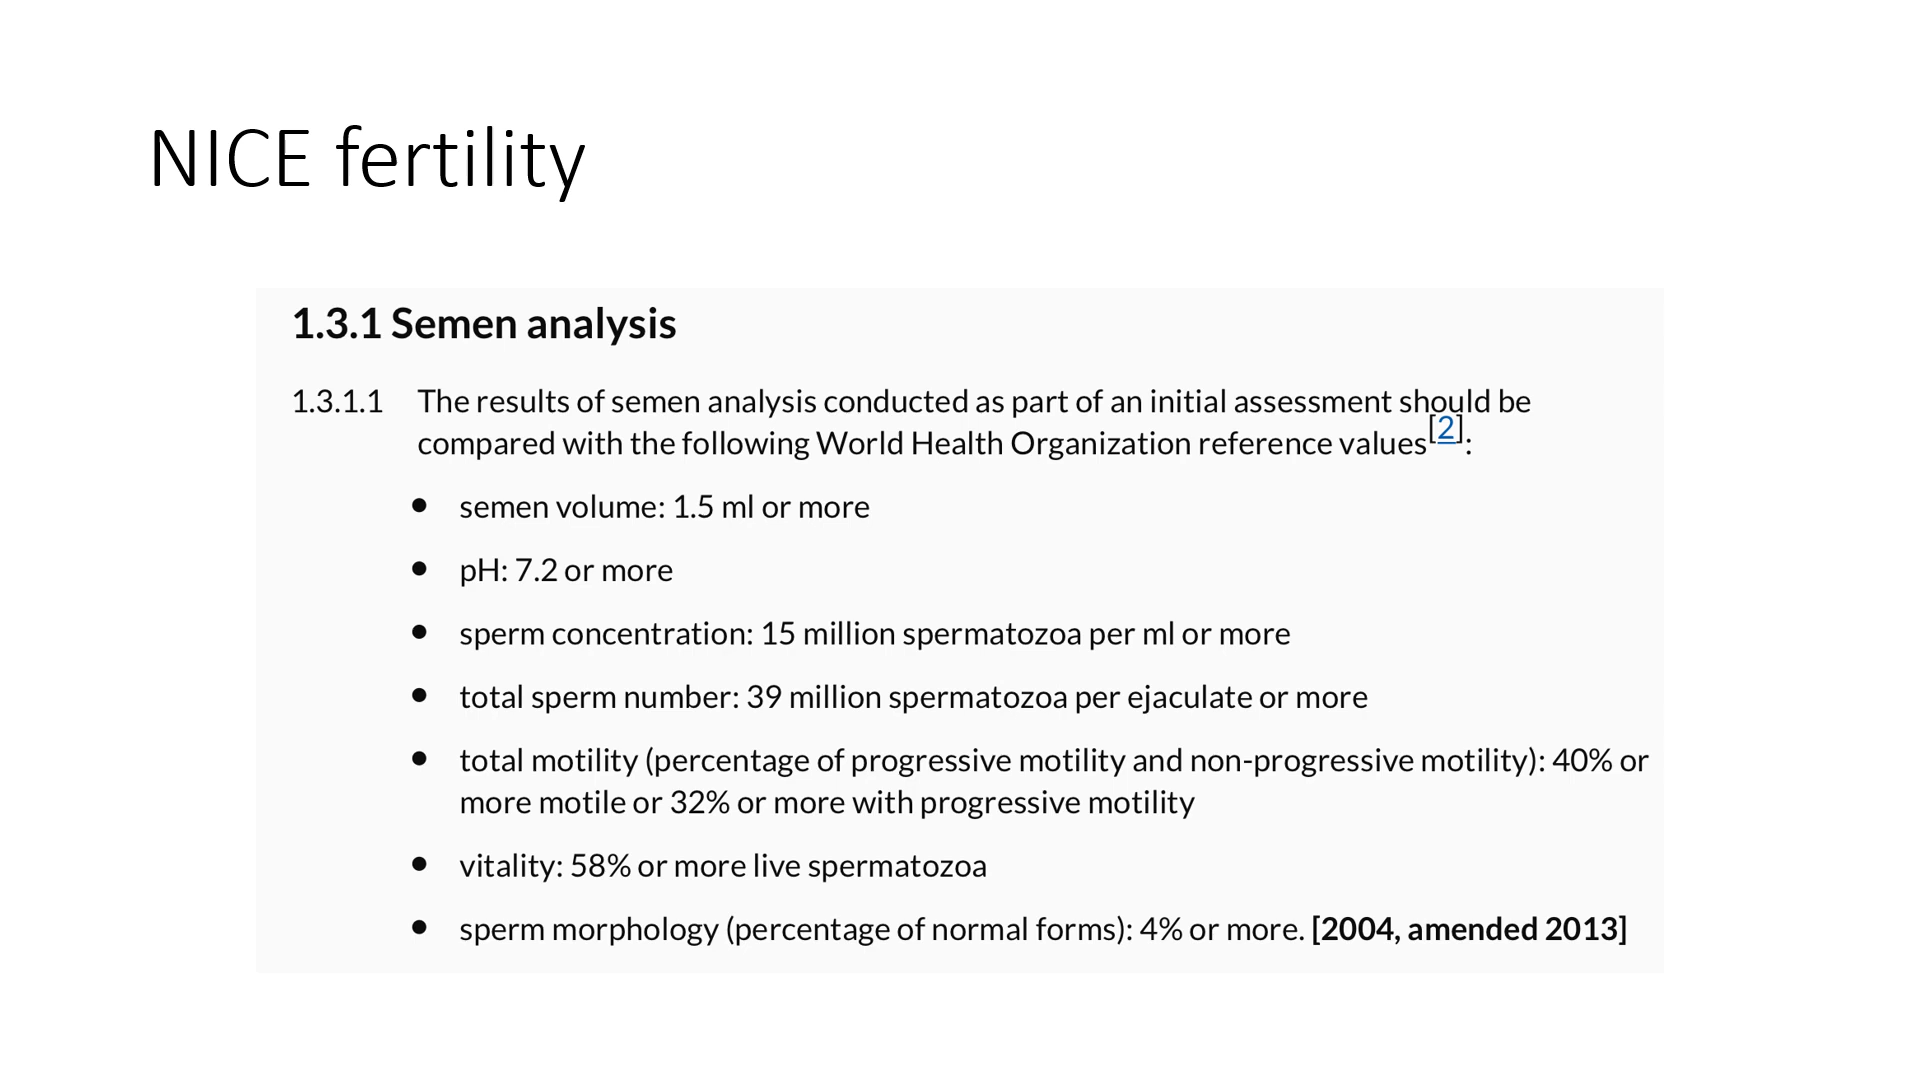 NICE fertility
1.3.1 Semen analysis
1.3.1.1 The results of semen analysis conducted as part of an initial assessment should be
compared with the following World Health Organization reference values[2]:
• semen volume: 1.5 ml or more
• pH: 7.2 or more
• sperm concentration: 15 million spermatozoa per ml or more
• total sperm number: 39 million spermatozoa per ejaculate or more
• total motility (percentage of progressive motility and non-progressive motility): 40% or
more motile or 32% or more with progressive motility
• vitality: 58% or more live spermatozoa
• sperm morphology (percentage of normal forms): 4% or more. [2004, amended 2013]